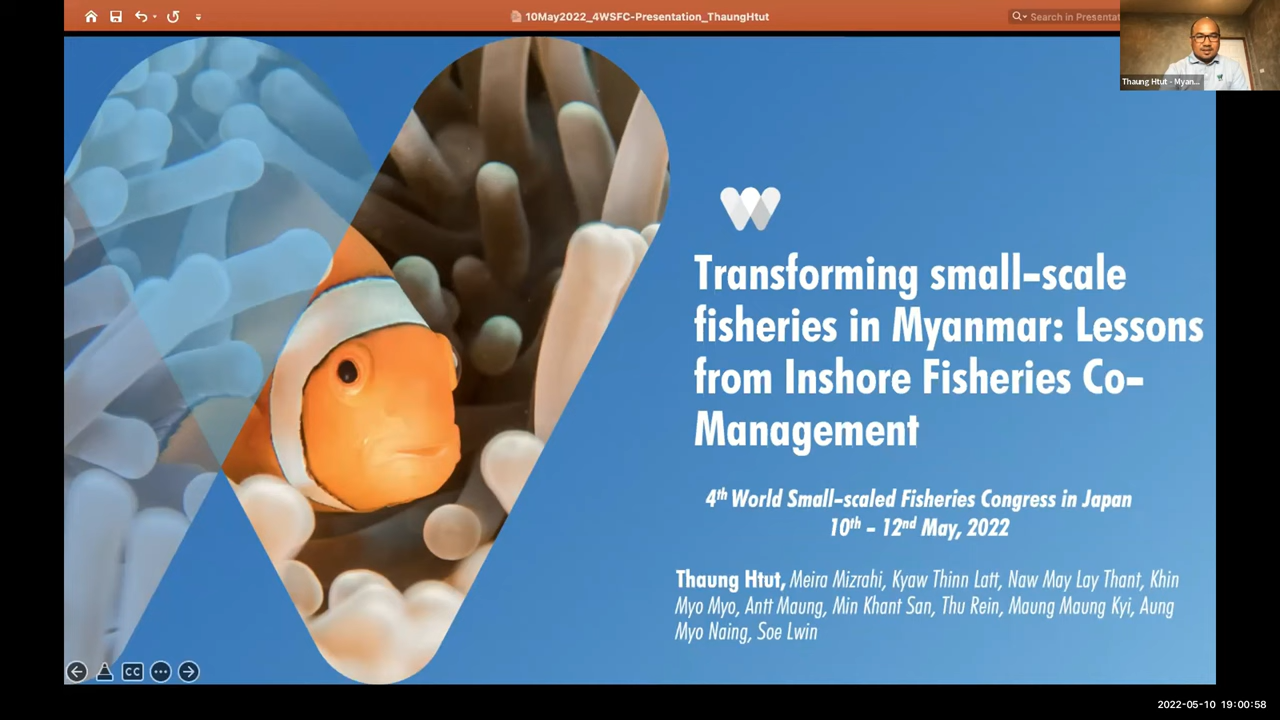 10May2022_4WSFC-Presentation_ThaungHtut
Search in Presentat
Thaung Htut - Myan...
Transforming small-scale
fisheries in Myanmar: Lessons
from Inshore Fisheries Co-
Management
4th World Small-scaled Fisheries Congress in Japan
10th – 12nd May, 2022
Thaung Htut, Meira Mizrahi, Kyaw Thinn Latt, Naw May Lay Thant, Khin
Myo Myo, Antt Maung, Min Khant San, Thu Rein, Maung Maung Kyi, Aung
Myo Naing, Soe Lwin
CC
2022-05-10 19:00:58